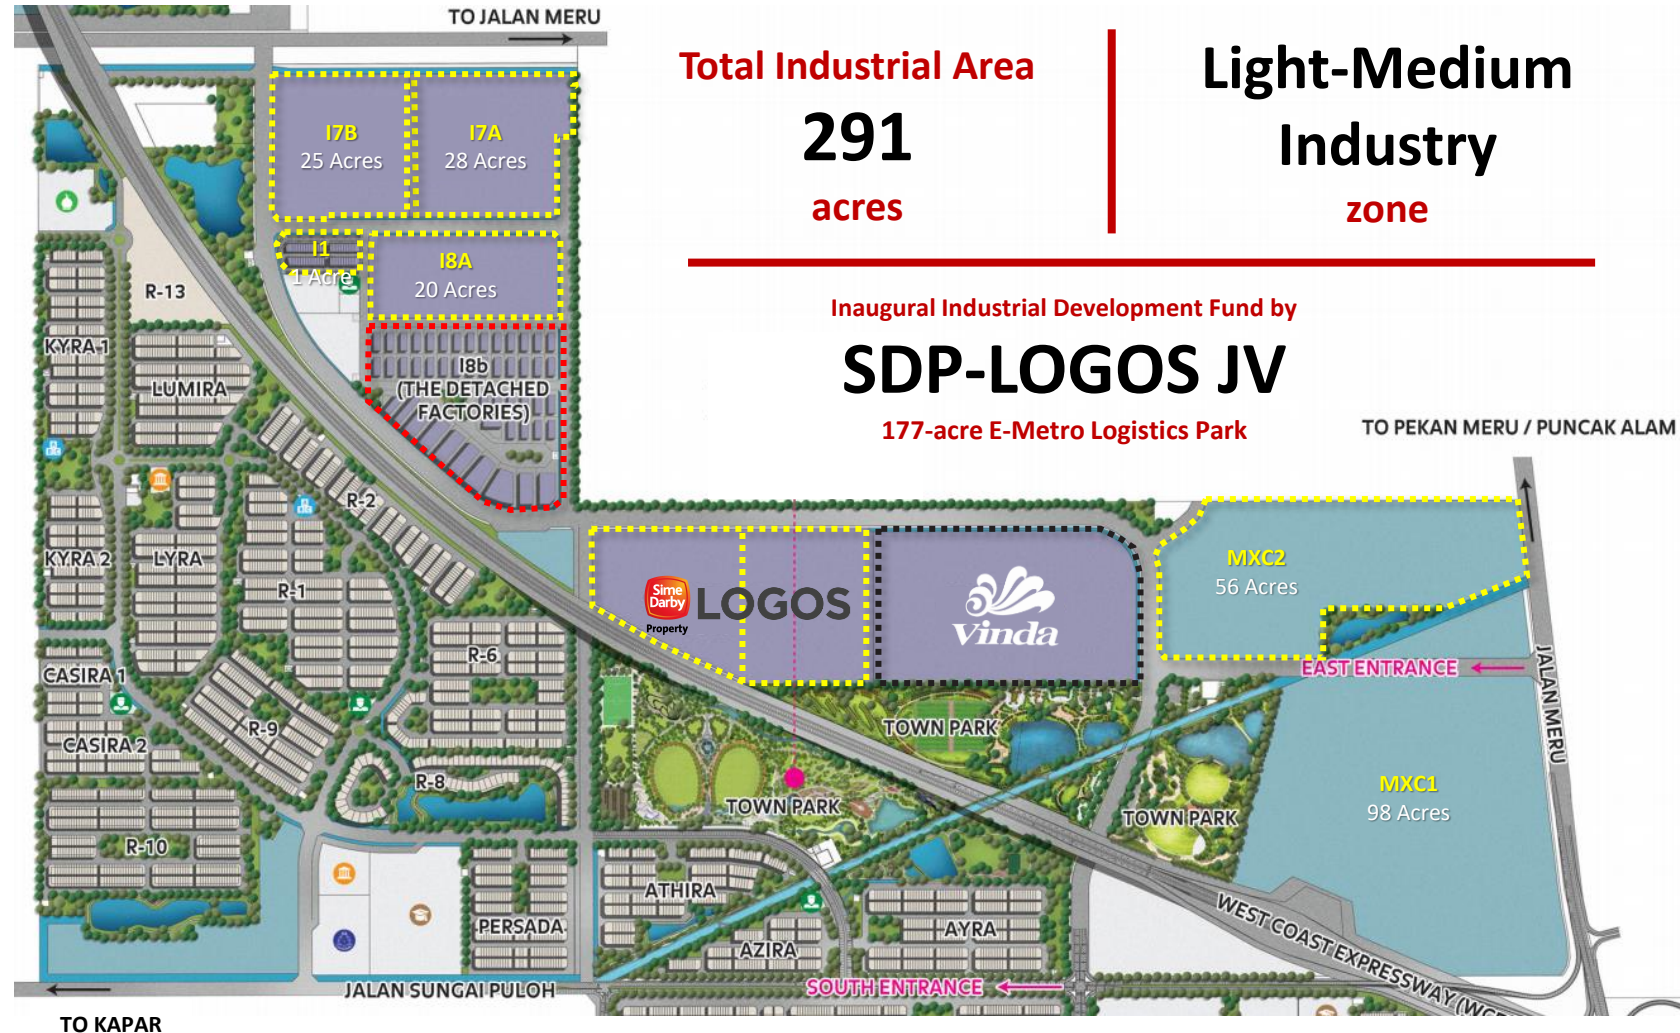 TO JALAN MERU
Total Industrial Area
291
acres
Light-Medium
Industry
zone
I7B
25 Acres
I7A
28 Acres
I1
1 Acre
I8A
20 Acres
R-13
Inaugural Industrial Development Fund by
SDP-LOGOS JV
177-acre E-Metro Logistics Park
KYRA 1
LUMIRA
I8b
(THE DETACHED
FACTORIES)
TO PEKAN MERU / PUNCAK ALAM
R-2
KYRA 2
LYRA
R-1
Sime
Darby
Property
LOGOS
Vinda
MXC2
56 Acres
R-6
CASIRA 1
EAST ENTRANCE
JALAN MERU
R-9
CASIRA 2
TOWN PARK
R-8
TOWN PARK
TOWN PARK
MXC1
98 Acres
R-10
ATHIRA
PERSADA
AZIRA
AYRA
WEST COAST EXPRESSWAY (WCE
JALAN SUNGAI PULOH
SOUTH ENTRANCE
TO KAPAR